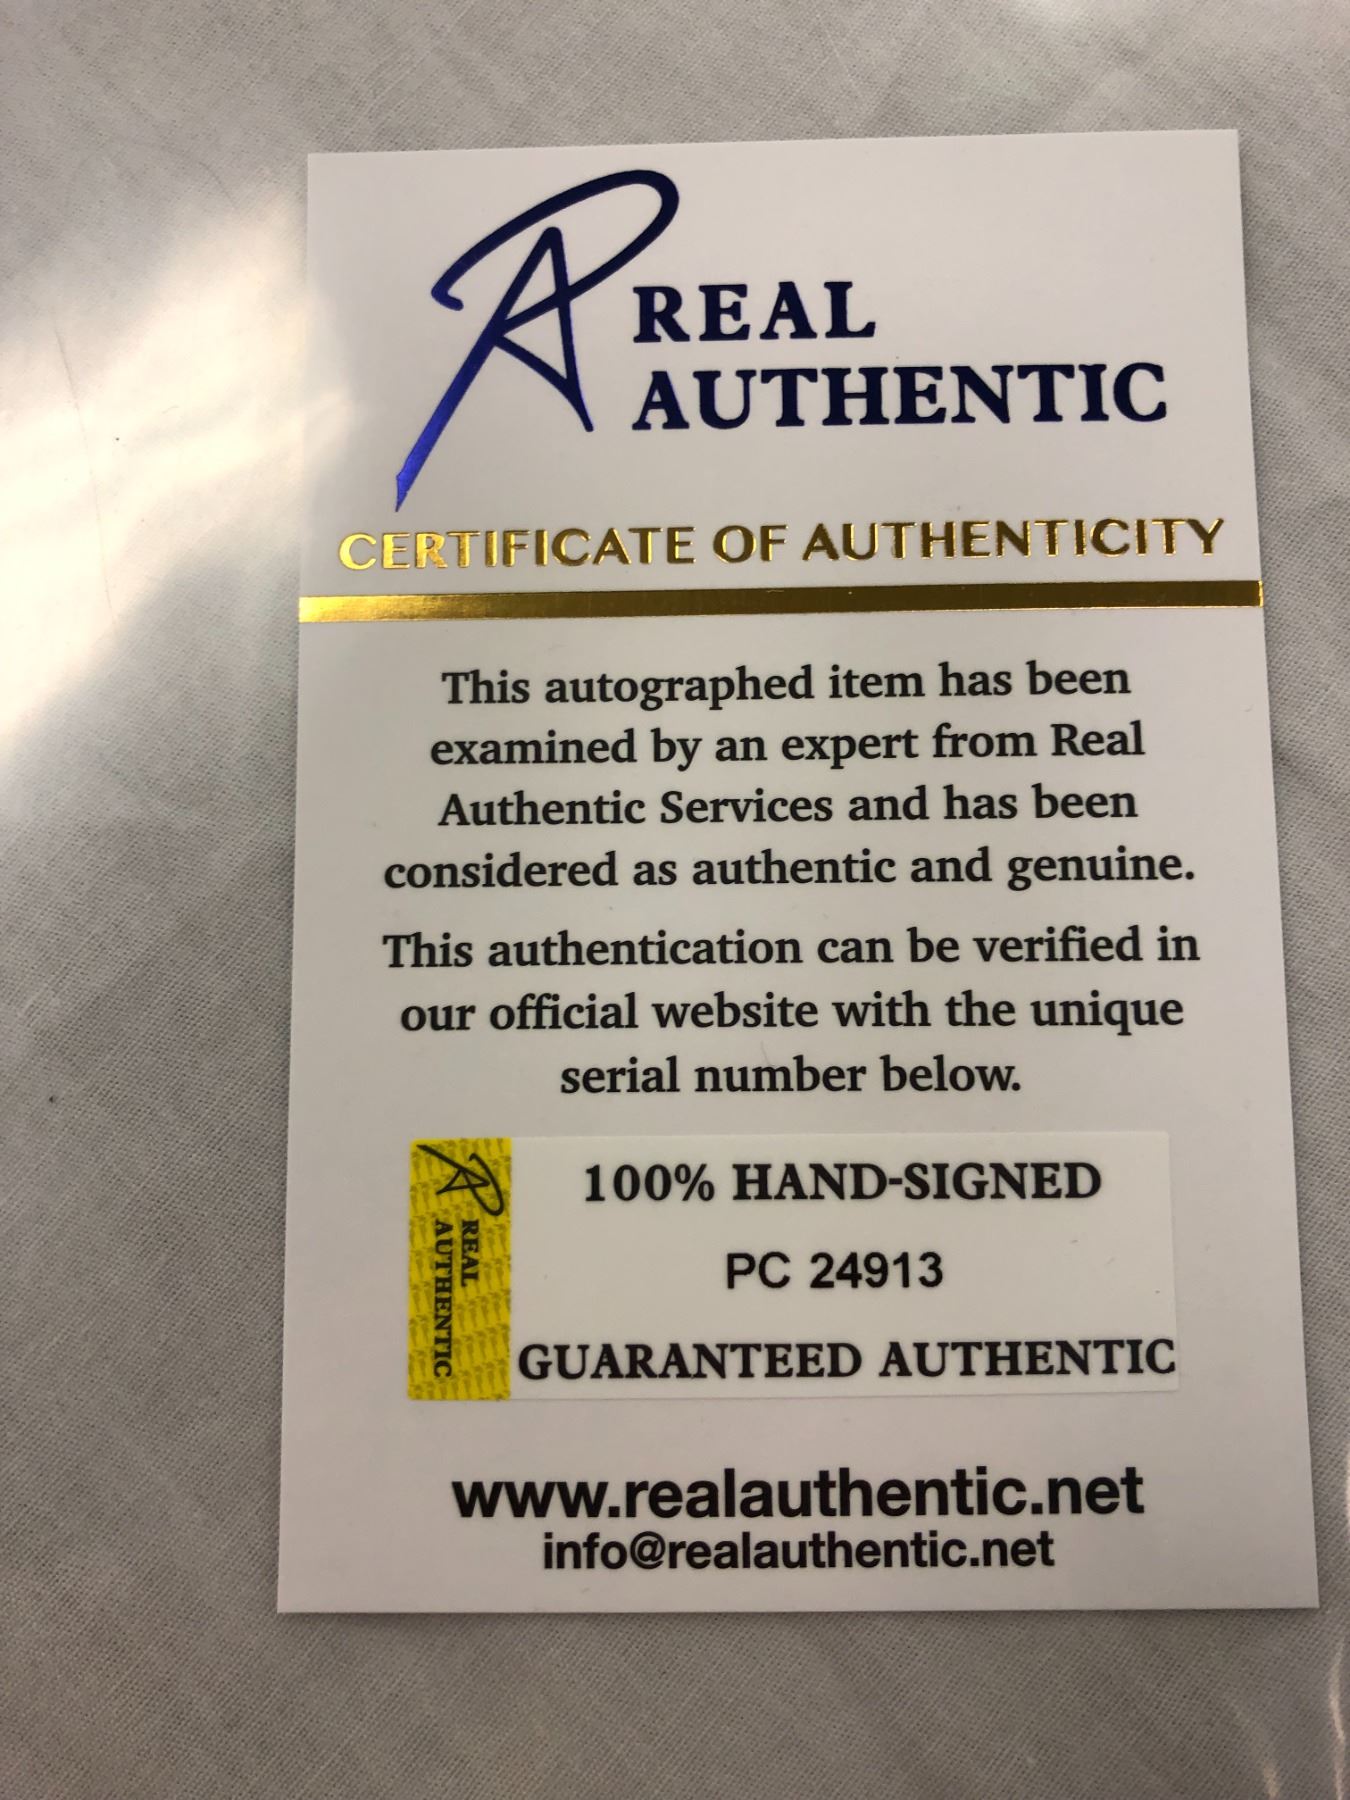 REAL
AUTHENTIC
CERTIFICATE OF AUTHENTICITY
This autographed item has been
examined by an expert from Real
Authentic Services and has been
considered as authentic and genuine.
This authentication can be verified in
our official website with the unique
serial number below.
REAL
AUTHENTIC
100% HAND-SIGNED
PC 24913
GUARANTEED AUTHENTIC
www.realauthentic.net
info@realauthentic.net